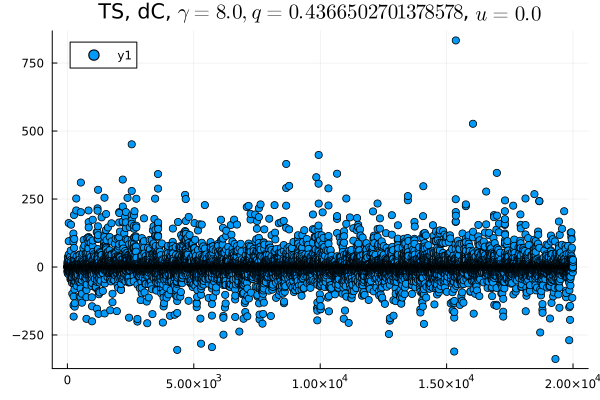 TS, dC, γ = 8.0, q = 0.4366502701378578, u = 0.0
y1
750
500
250
0
−250
0 5.00×10³ 1.00×10⁴ 1.50×10⁴ 2.00×10⁴